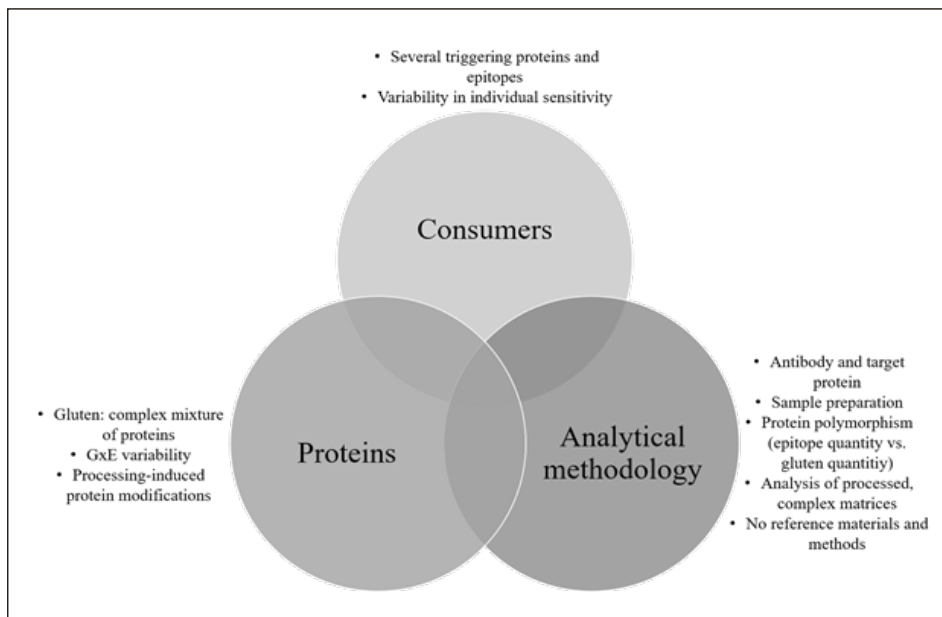 • Several triggering proteins and
epitopes
• Variability in individual sensitivity
Consumers
• Gluten: complex mixture
of proteins
• GxE variability
• Processing-induced
protein modifications
Proteins
Analytical
methodology
• Antibody and target
protein
• Sample preparation
• Protein polymorphism
(epitope quantity vs.
gluten quantitiy)
• Analysis of processed,
complex matrices
• No reference materials and
methods